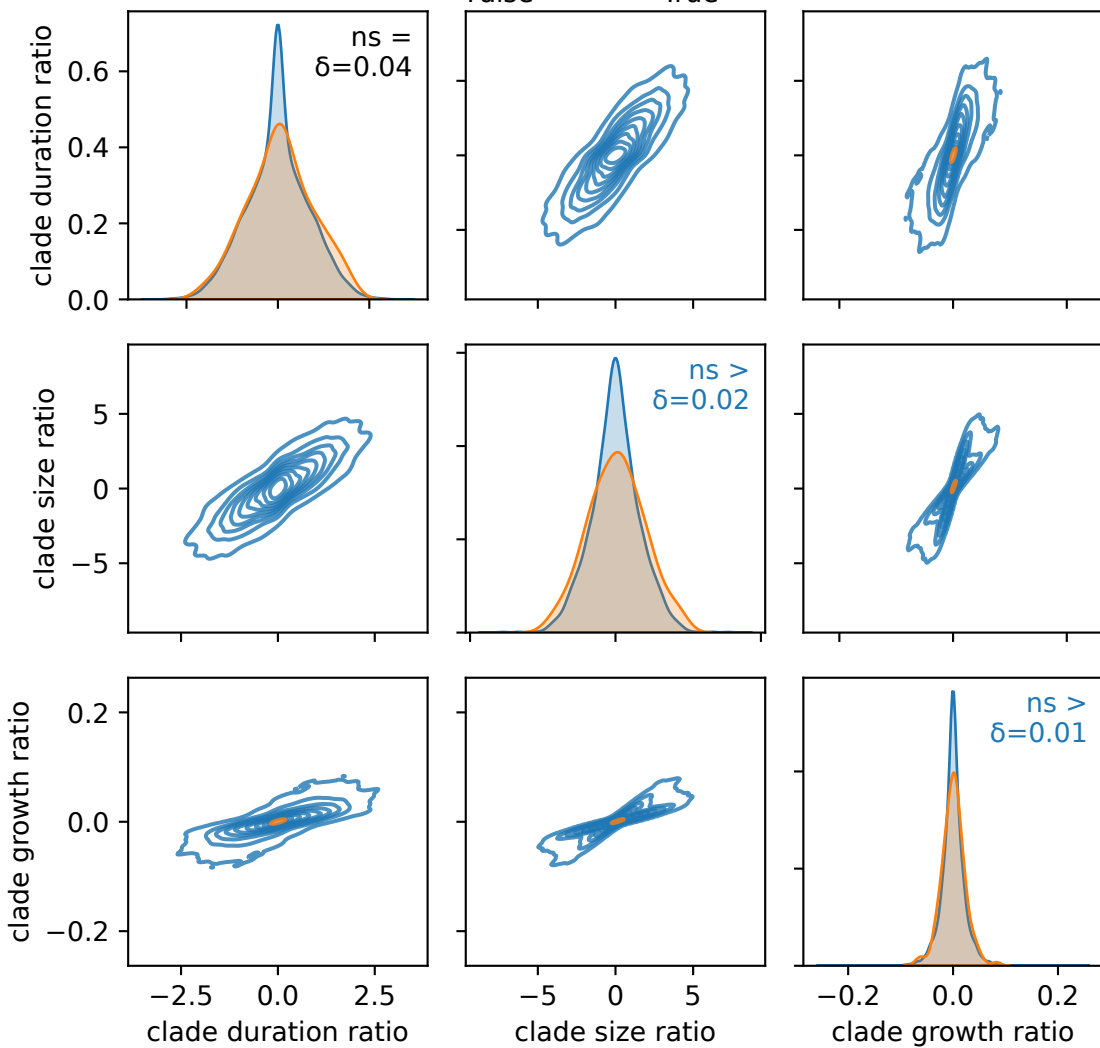 clade duration ratio
0.6
0.4
0.2
0.0
ns =
δ=0.04
clade size ratio
5
0
−5
ns >
δ=0.02
clade growth ratio
0.2
0.0
−0.2
ns >
δ=0.01
−2.5 0.0 2.5
−5 0 5
−0.2 0.0 0.2
clade duration ratio
clade size ratio
clade growth ratio